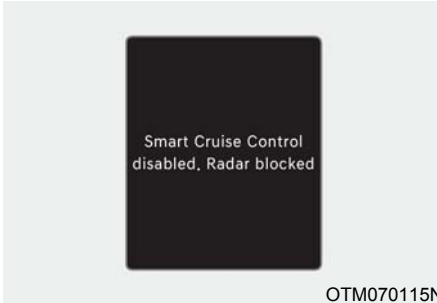 Smart Cruise Control
disabled. Radar blocked
OTM070115N